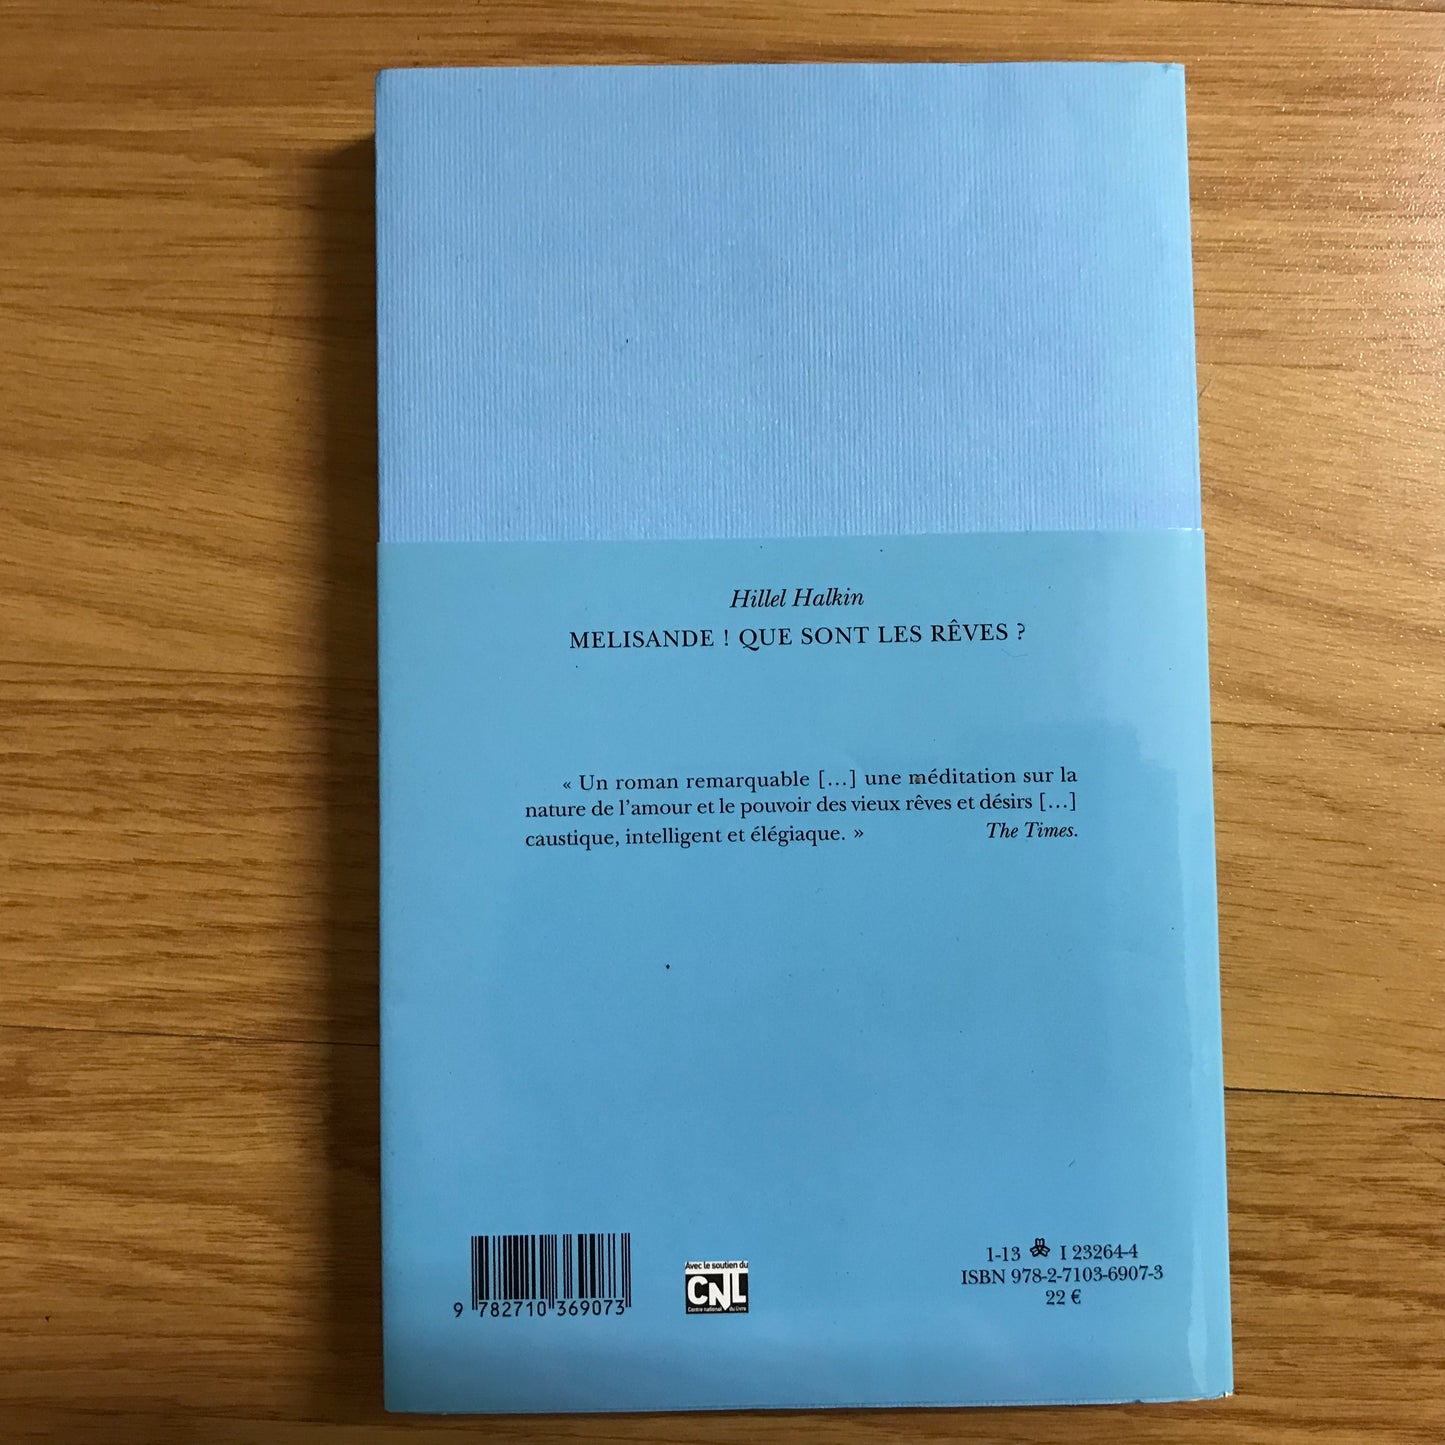 Hillel Halkin
MELISANDE ! QUE SONT LES RÊVES ?
« Un roman remarquable […] une méditation sur la
nature de l’amour et le pouvoir des vieux rêves et désirs […]
caustique, intelligent et élégiaque. » The Times.
9 782710 369073
Avec le soutien du
CNL
Centre national du livre
1-13 I 23264-4
ISBN 978-2-7103-6907-3
22 €